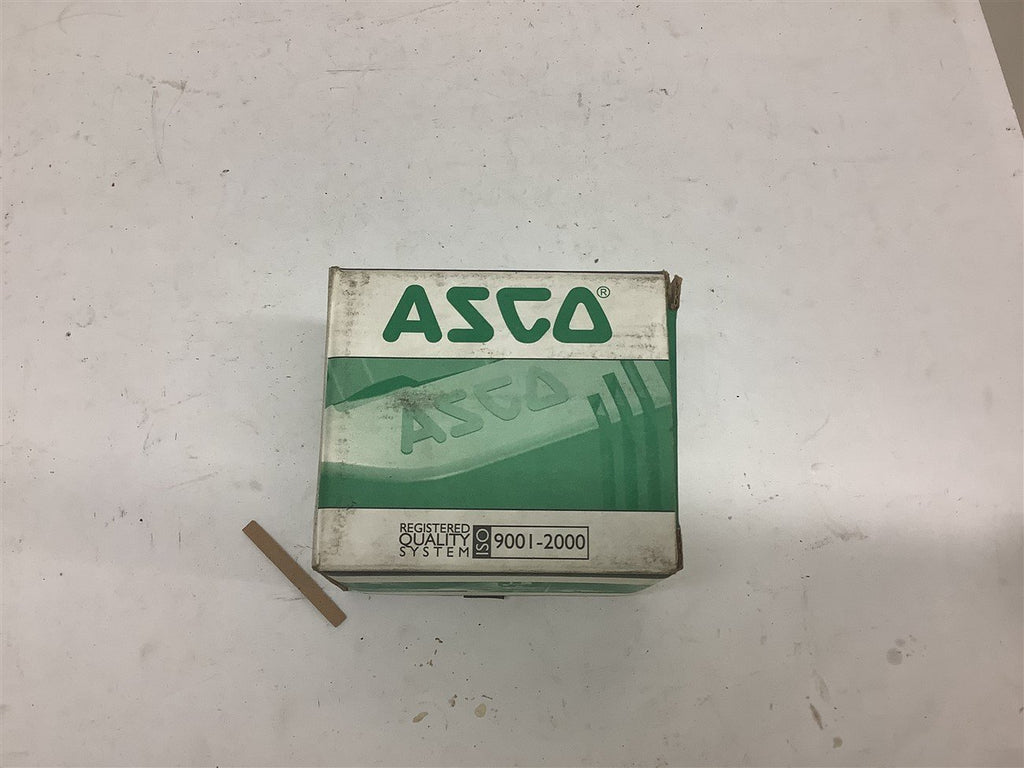 ASCO®
ASCO
REGISTERED
QUALITY
SYSTEM
ISO 9001-2000